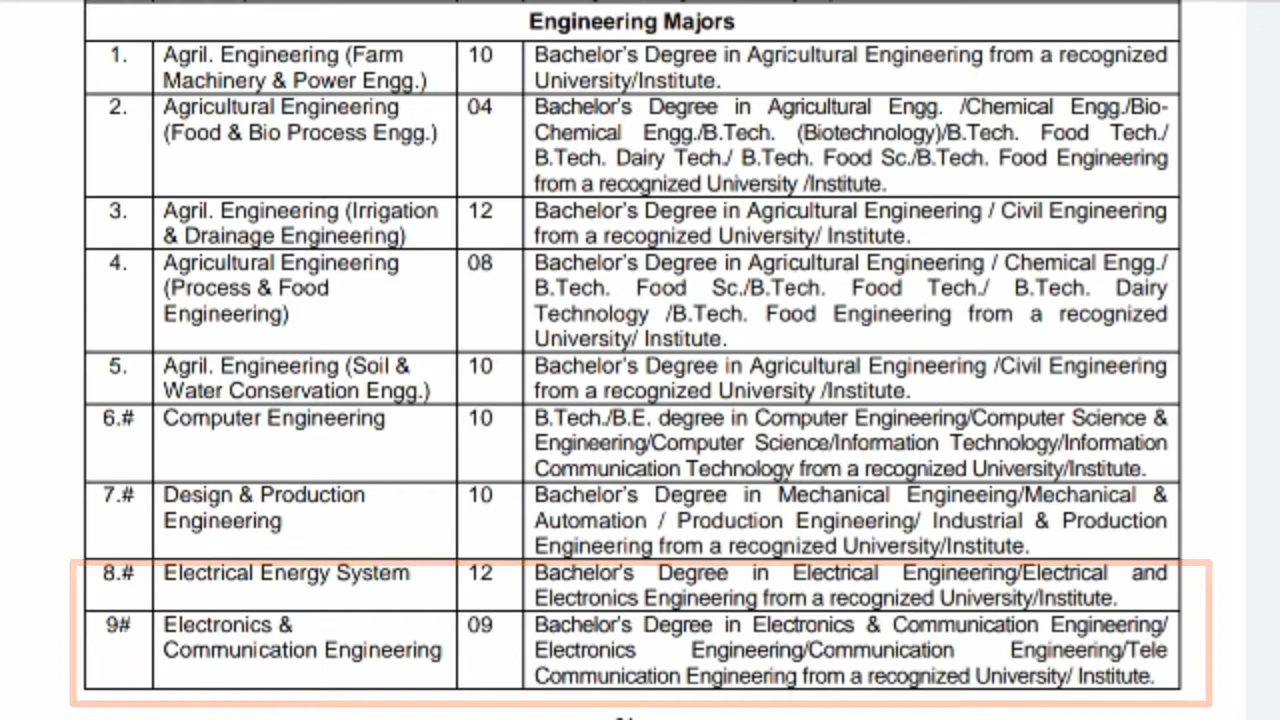 Engineering Majors
1. Agril. Engineering (Farm 10 Bachelor's Degree in Agricultural Engineering from a recognized
Machinery & Power Engg.) University/Institute.
2. Agricultural Engineering 04 Bachelor's Degree in Agricultural Engg. /Chemical Engg./Bio-
(Food & Bio Process Engg.) Chemical Engg./B.Tech. (Biotechnology)/B.Tech. Food Tech./
B.Tech. Dairy Tech./ B.Tech. Food Sc./B.Tech. Food Engineering
from a recognized University /Institute.
3. Agril. Engineering (Irrigation 12 Bachelor's Degree in Agricultural Engineering / Civil Engineering
& Drainage Engineering) from a recognized University/ Institute.
4. Agricultural Engineering 08 Bachelor's Degree in Agricultural Engineering / Chemical Engg./
(Process & Food B.Tech. Food Sc./B.Tech. Food Tech./ B.Tech. Dairy
Engineering) Technology /B.Tech. Food Engineering from a recognized
University/ Institute.
5. Agril. Engineering (Soil & 10 Bachelor's Degree in Agricultural Engineering /Civil Engineering
Water Conservation Engg.) from a recognized University /Institute.
6.# Computer Engineering 10 B.Tech./B.E. degree in Computer Engineering/Computer Science &
Engineering/Computer Science/Information Technology/Information
Communication Technology from a recognized University/Institute.
7.# Design & Production 10 Bachelor's Degree in Mechanical Engineeing/Mechanical &
Engineering Automation / Production Engineering/ Industrial & Production
Engineering from a recognized University/Institute.
8.# Electrical Energy System 12 Bachelor's Degree in Electrical Engineering/Electrical and
Electronics Engineering from a recognized University/Institute.
9# Electronics & 09 Bachelor's Degree in Electronics & Communication Engineering/
Communication Engineering Electronics Engineering/Communication Engineering/Tele
Communication Engineering from a recognized University/ Institute.